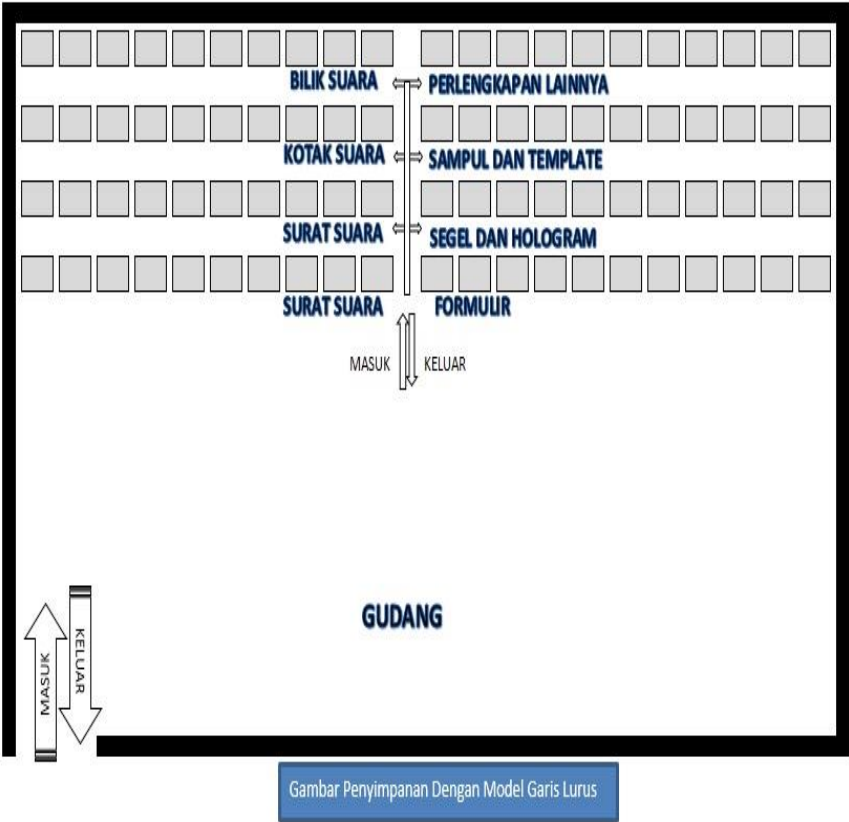 BILIK SUARA
PERLENGKAPAN LAINNYA
KOTAK SUARA
SAMPUL DAN TEMPLATE
SURAT SUARA
SEGEL DAN HOLOGRAM
SURAT SUARA
FORMULIR
MASUK
KELUAR
GUDANG
MASUK
KELUAR
Gambar Penyimpanan Dengan Model Garis Lurus